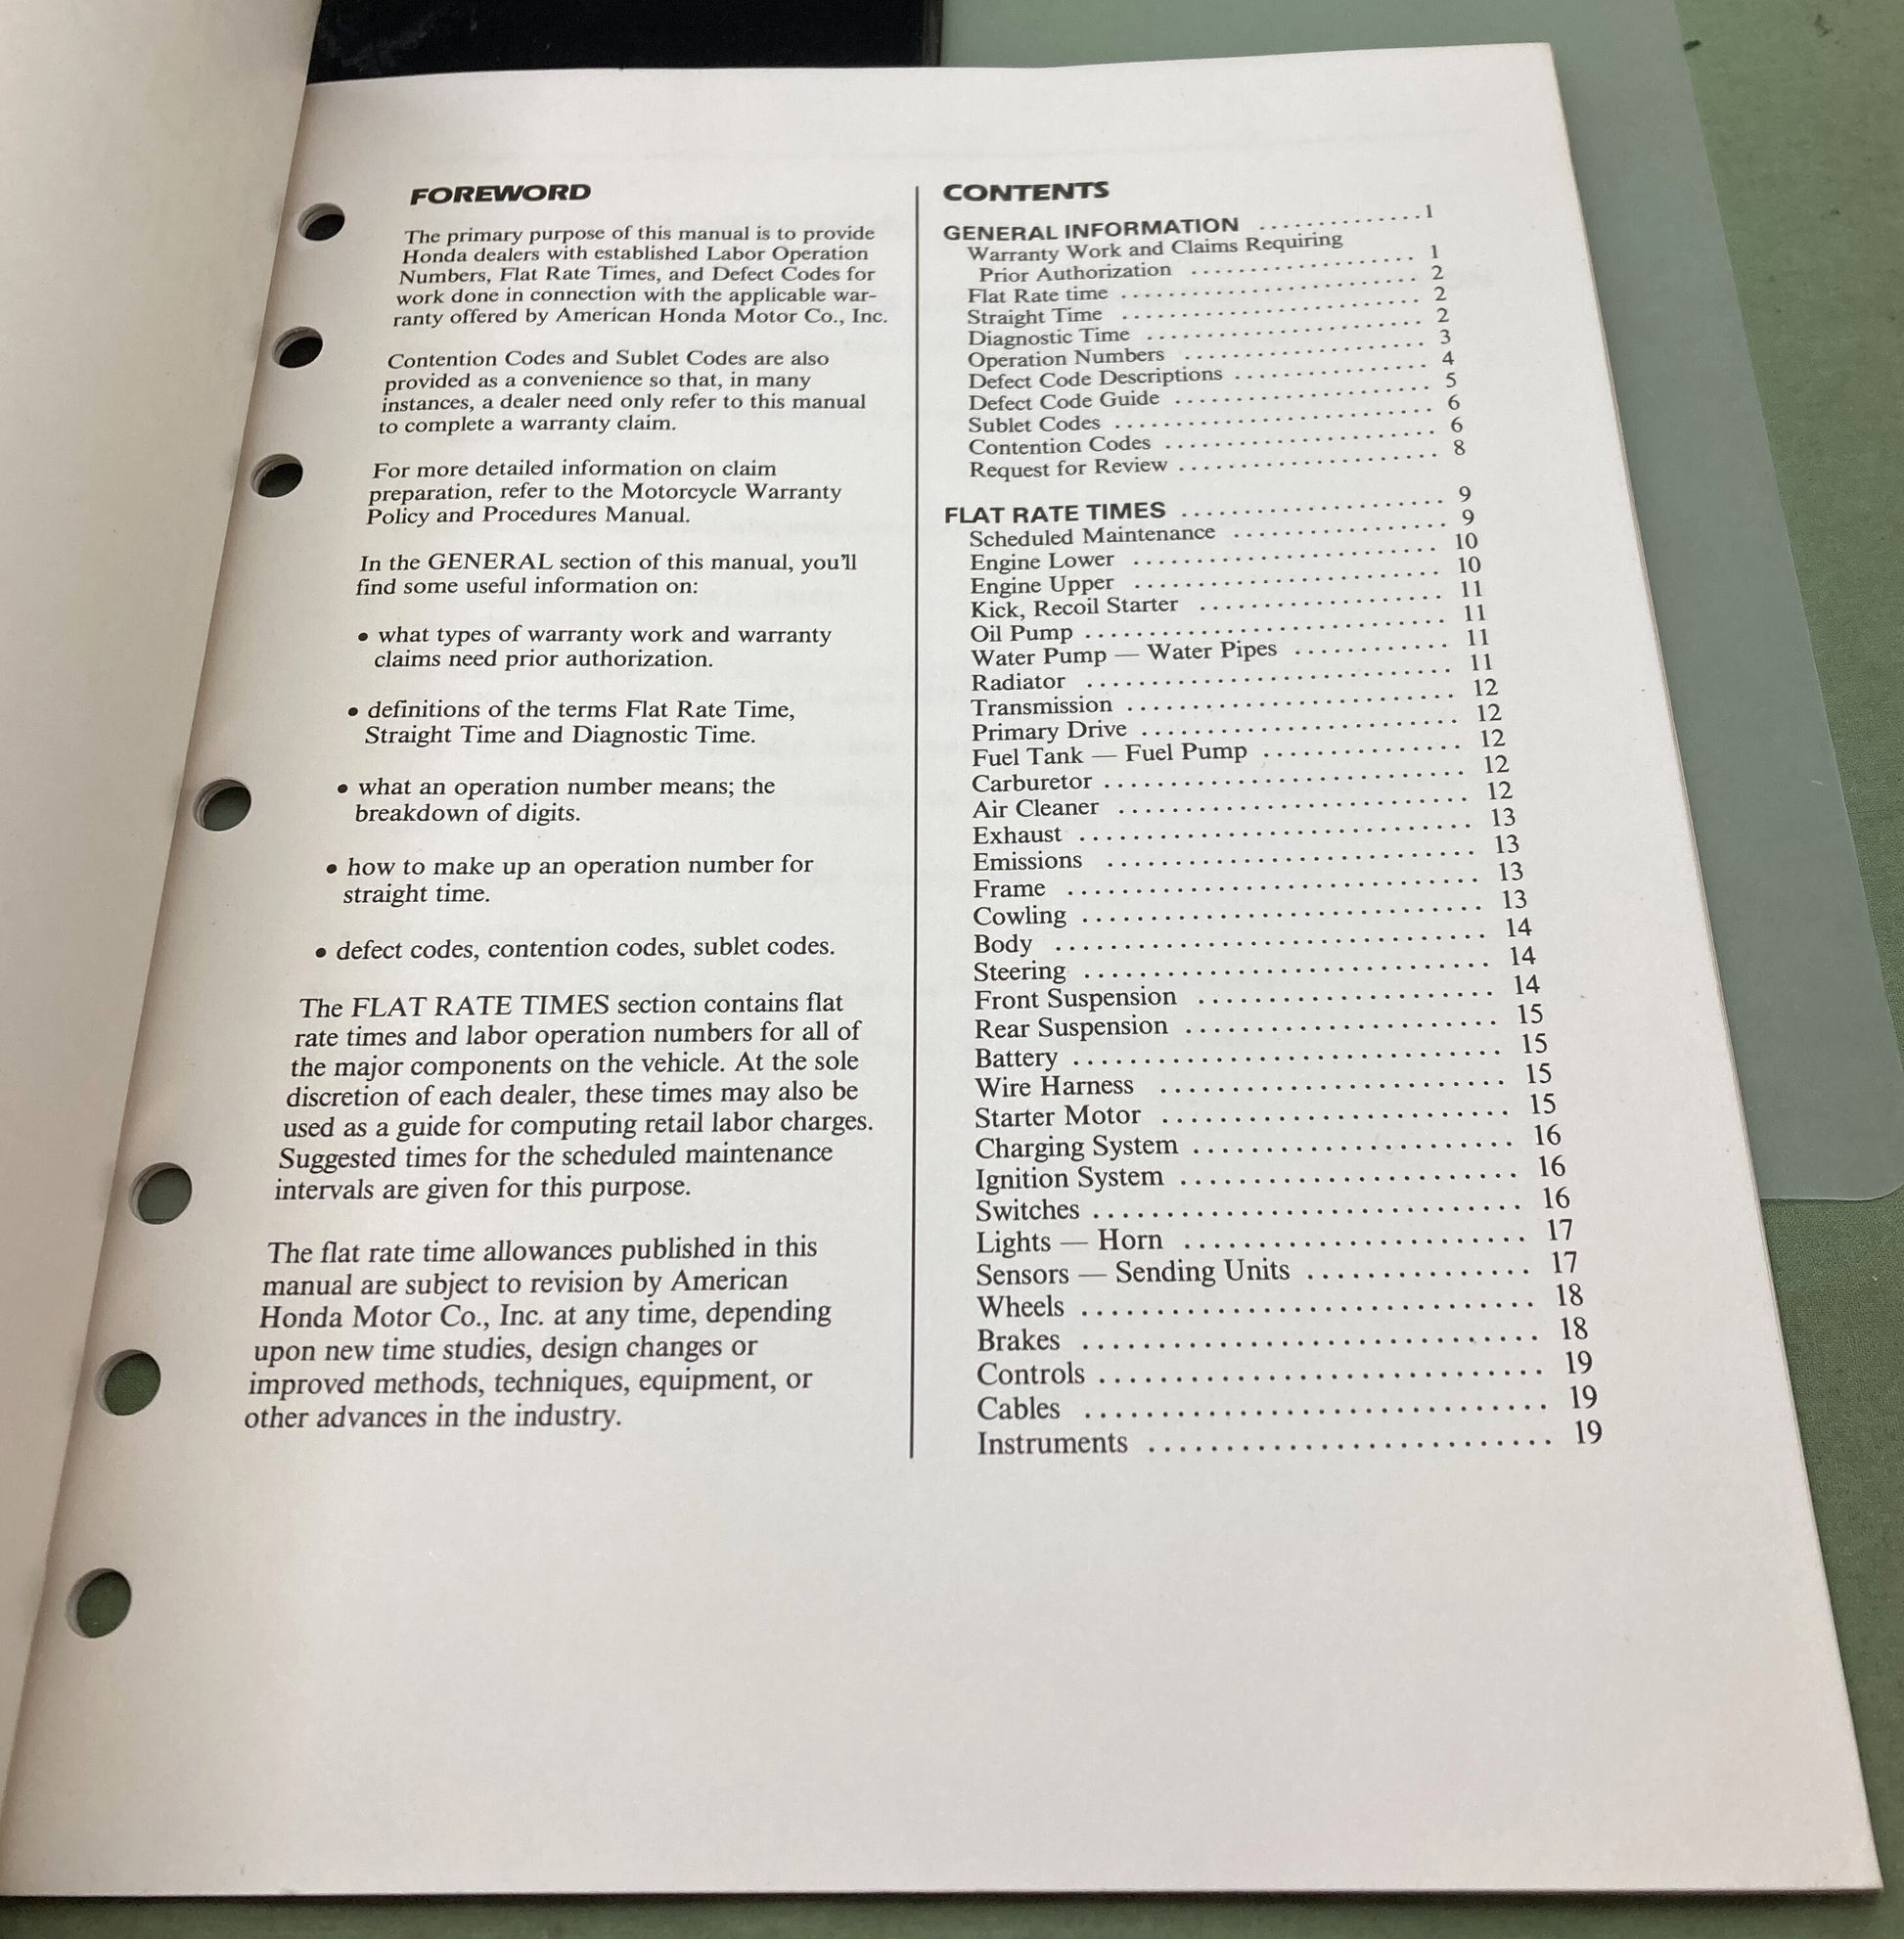 FOREWORD
The primary purpose of this manual is to provide
Honda dealers with established Labor Operation
Numbers, Flat Rate Times, and Defect Codes for
work done in connection with the applicable war-
ranty offered by American Honda Motor Co., Inc.
Contention Codes and Sublet Codes are also
provided as a convenience so that, in many
instances, a dealer need only refer to this manual
to complete a warranty claim.
For more detailed information on claim
preparation, refer to the Motorcycle Warranty
Policy and Procedures Manual.
In the GENERAL section of this manual, you'll
find some useful information on:
• what types of warranty work and warranty
claims need prior authorization.
• definitions of the terms Flat Rate Time,
Straight Time and Diagnostic Time.
• what an operation number means; the
breakdown of digits.
• how to make up an operation number for
straight time.
• defect codes, contention codes, sublet codes.
The FLAT RATE TIMES section contains flat
rate times and labor operation numbers for all of
the major components on the vehicle. At the sole
discretion of each dealer, these times may also be
used as a guide for computing retail labor charges.
Suggested times for the scheduled maintenance
intervals are given for this purpose.
The flat rate time allowances published in this
manual are subject to revision by American
Honda Motor Co., Inc. at any time, depending
upon new time studies, design changes or
improved methods, techniques, equipment, or
other advances in the industry.
CONTENTS
GENERAL INFORMATION .............. 1
Warranty Work and Claims Requiring
Prior Authorization .................... 1
Flat Rate time .......................... 2
Straight Time .......................... 2
Diagnostic Time ........................ 2
Operation Numbers ..................... 3
Defect Code Descriptions ................. 4
Defect Code Guide ...................... 5
Sublet Codes ........................... 6
Contention Codes ....................... 6
Request for Review ...................... 8
FLAT RATE TIMES ...................... 9
Scheduled Maintenance .................. 9
Engine Lower .......................... 10
Engine Upper .......................... 10
Kick, Recoil Starter ..................... 11
Oil Pump .............................. 11
Water Pump — Water Pipes ............ 11
Radiator ............................... 11
Transmission ........................... 12
Primary Drive .......................... 12
Fuel Tank — Fuel Pump ............... 12
Carburetor ............................. 12
Air Cleaner ............................ 12
Exhaust ............................... 13
Emissions ............................. 13
Frame ................................. 13
Cowling ............................... 13
Body .................................. 14
Steering ............................... 14
Front Suspension ....................... 14
Rear Suspension ........................ 15
Battery ................................ 15
Wire Harness .......................... 15
Starter Motor .......................... 15
Charging System ........................ 16
Ignition System ......................... 16
Switches ............................... 16
Lights — Horn ......................... 17
Sensors — Sending Units ............... 17
Wheels ................................ 18
Brakes ................................ 18
Controls ............................... 19
Cables ................................ 19
Instruments ............................ 19